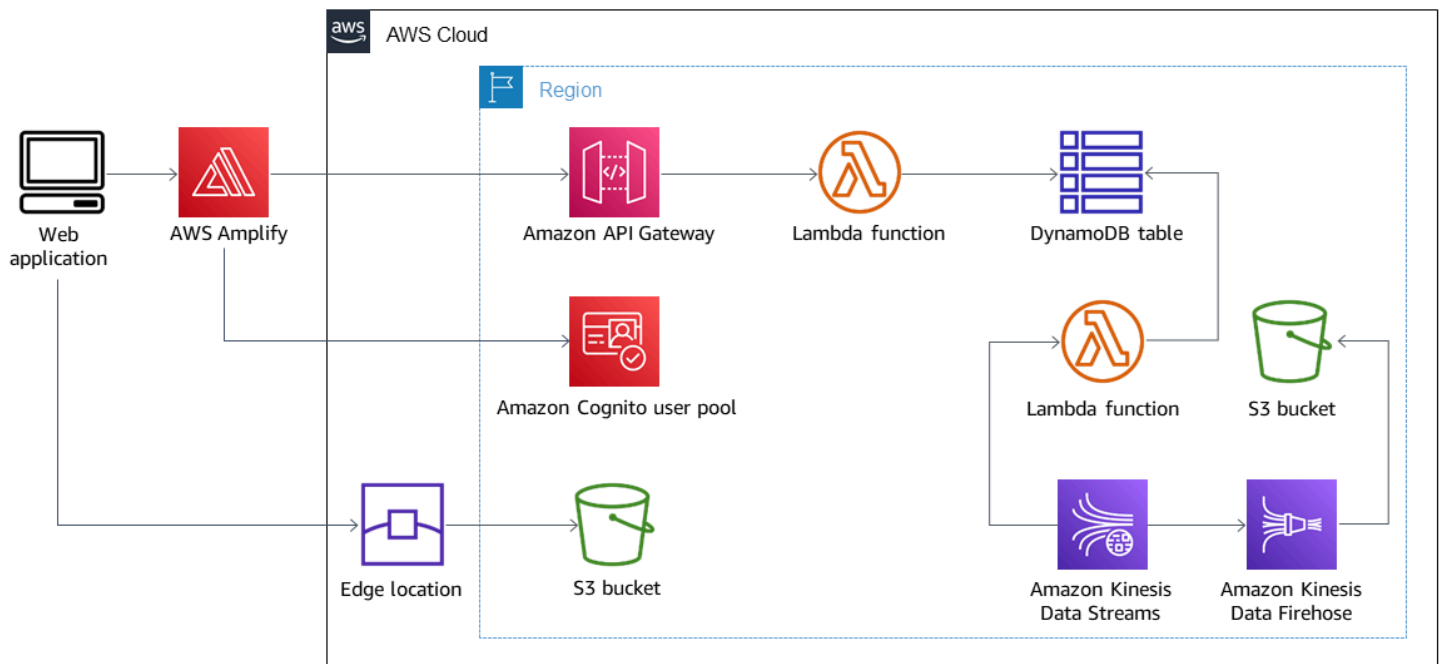 aws
AWS Cloud
Region
Web
application
AWS Amplify
Amazon API Gateway
</>
Lambda function
DynamoDB table
Amazon Cognito user pool
Lambda function
S3 bucket
Edge location
S3 bucket
Amazon Kinesis
Data Streams
Amazon Kinesis
Data Firehose